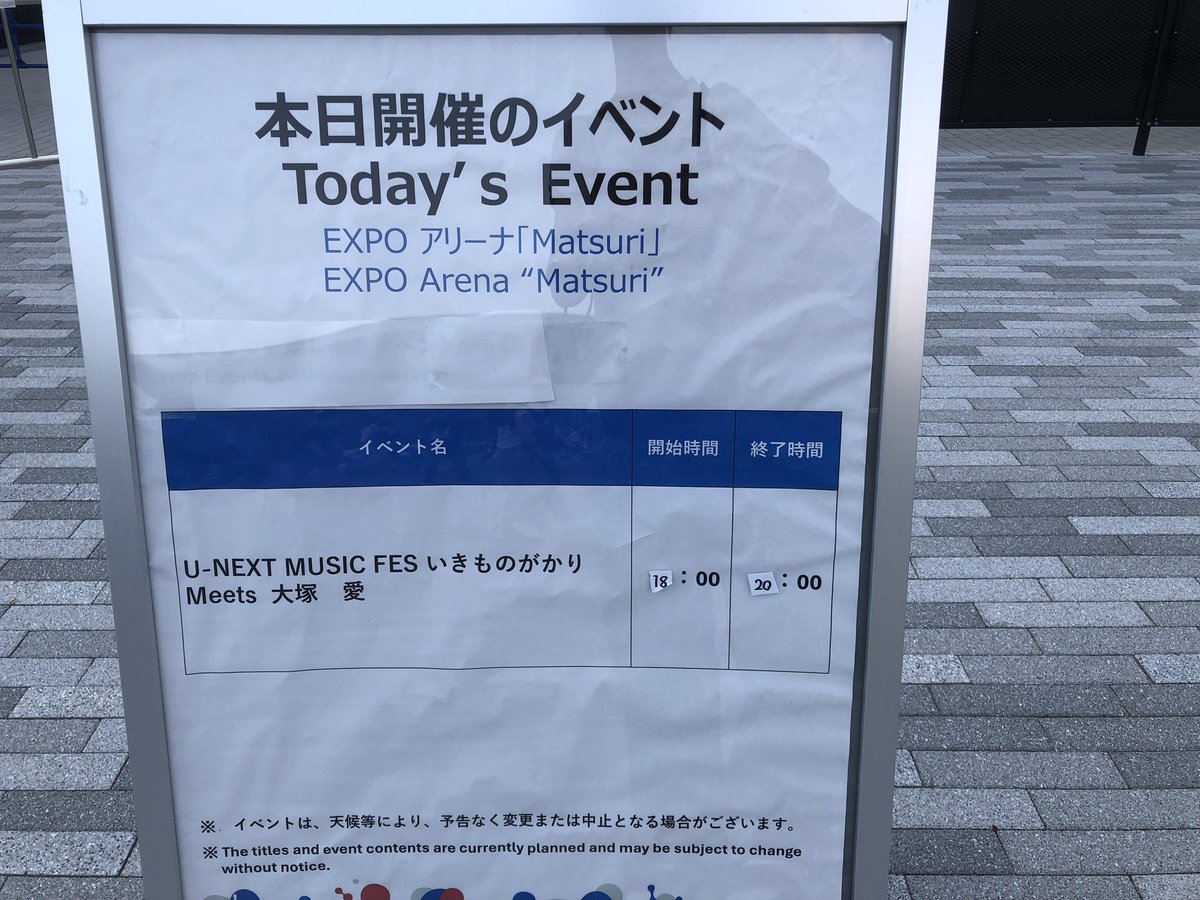 本日開催のイベント
Today's Event
EXPO アリーナ「Matsuri」
EXPO Arena “Matsuri”
イベント名 開始時間 終了時間
U-NEXT MUSIC FES いきものがかり
Meets 大塚 愛
18：00 20：00
※. イベントは、天候等により、予告なく変更または中止となる場合がございます。
※ The titles and event contents are currently planned and may be subject to change
without notice.